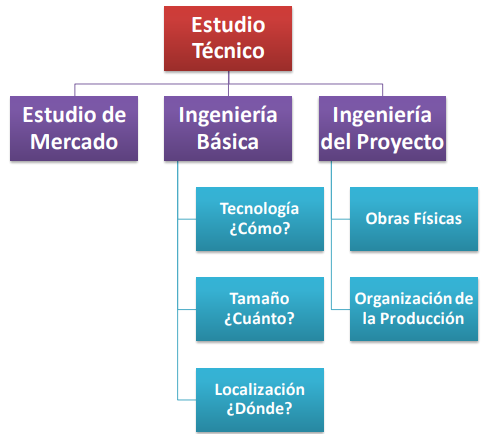 Estudio
Técnico
Estudio de
Mercado
Ingeniería
Básica
Ingeniería
del Proyecto
Tecnología
¿Cómo?
Tamaño
¿Cuánto?
Localización
¿Dónde?
Obras Físicas
Organización de
la Producción